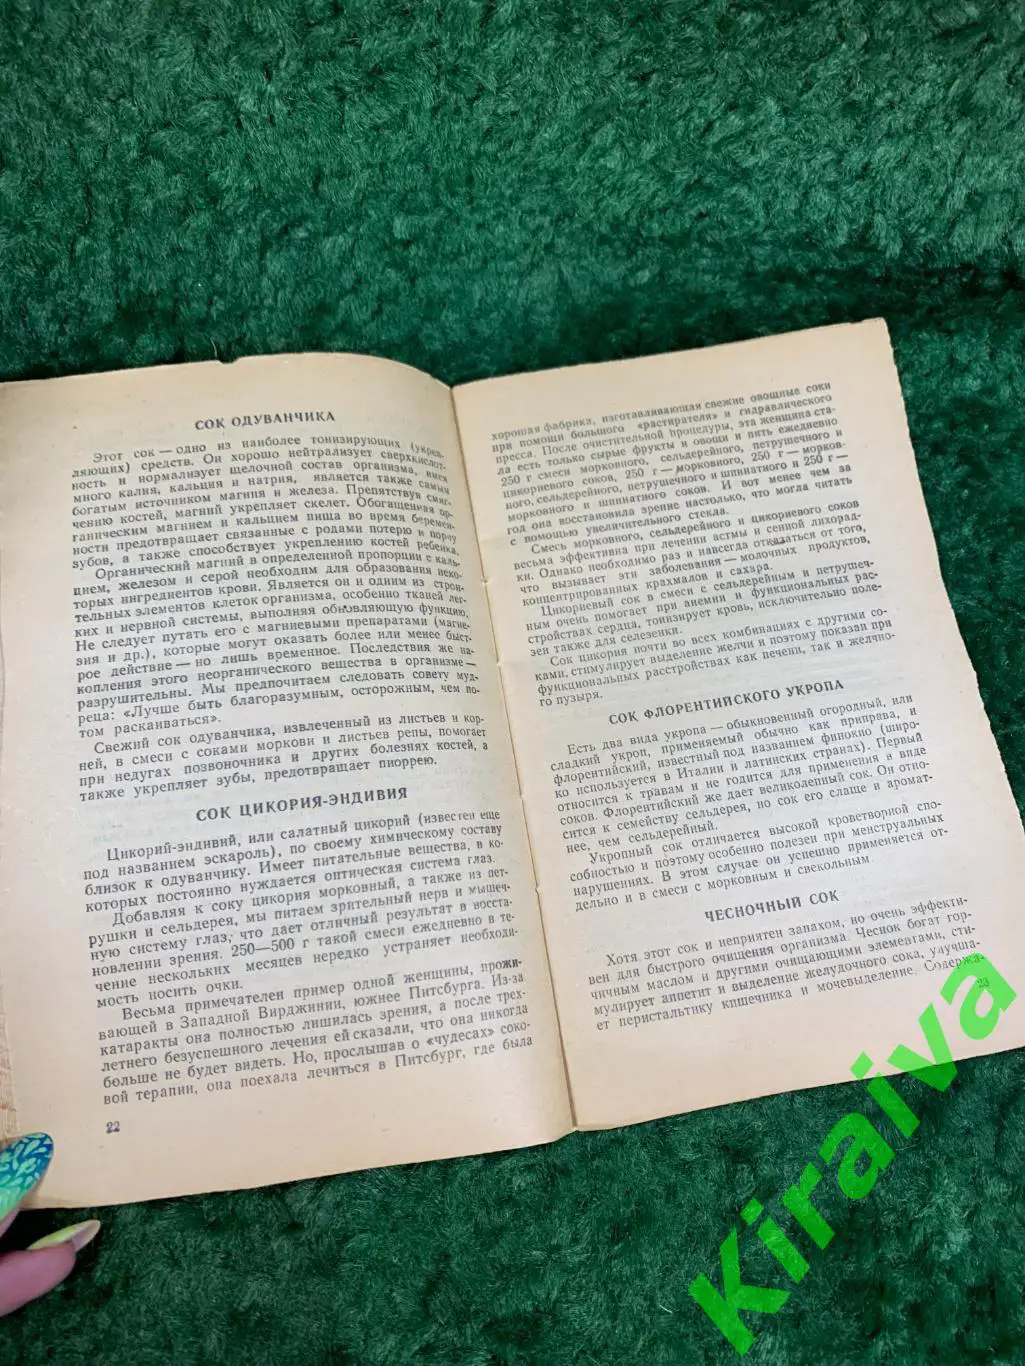 СОК ОДУВАНЧИКА
Этот сок — одно из наиболее тонизирующих (укреп-
ляющих) средств. Он хорошо нейтрализует сверхкислот-
ность и нормализует щелочной состав организма, имея
много калия, кальция и натрия, является также самым
богатым источником магния и железа. Препятствуя смяг-
чению костей, магний укрепляет скелет. Обогащенная ор-
ганическим магнием и кальцием пища во время беремен-
ности предотвращает связанные с родами потерю и порчу
зубов, а также способствует укреплению костей ребенка.
Органический магний в определенной пропорции с каль-
цием, железом и серой необходим для образования неко-
торых ингредиентов крови. Является он и одним из строи-
тельных элементов клеток организма, особенно тканей лег-
ких и нервной системы, выполняя обновляющую функцию.
Не следует путать его с магниевыми препаратами (магне-
зия и др.), которые могут оказать более или менее быст-
рое действие — но лишь временное. Последствия же на-
копления этого неорганического вещества в организме —
разрушительны. Мы предпочитаем следовать совету муд-
реца: «Лучше быть благоразумным, осторожным, чем по-
том раскаиваться».
Свежий сок одуванчика, извлеченный из листьев и кор-
ней, в смеси с соками моркови и листьев репы, помогает
при недугах позвоночника и других болезнях костей, а
также укрепляет зубы, предотвращает пиоррею.
СОК ЦИКОРИЯ-ЭНДИВИЯ
Цикорий-эндивий, или салатный цикорий (известен еще
под названием эскароль), по своему химическому составу
близок к одуванчику. Имеет питательные вещества, в ко-
которых постоянно нуждается оптическая система глаз.
Добавляя к соку цикория морковный, а также из пет-
рушки и сельдерея, мы питаем зрительный нерв и мышеч-
ную систему глаз, что дает отличный результат в восста-
новлении зрения. 250—500 г такой смеси ежедневно в те-
чение нескольких месяцев нередко устраняет необходи-
мость носить очки.
Весьма примечателен пример одной женщины, прожи-
вающей в Западной Вирджинии, южнее Питсбурга. Из-за
катаракты она полностью лишилась зрения, а после трех-
летнего безуспешного лечения ей сказали, что она никогда
больше не будет видеть. Но, прослышав о «чудесах» соко-
вой терапии, она поехала лечиться в Питсбург, где была
22
хорошая фабрика, изготавливающая свежие овощные соки
при помощи большого «растирателя» и гидравлического
пресса. После очистительной процедуры, эта женщина ста-
ла есть только сырые фрукты и овощи и пить ежедневно
250 г смеси морковного, сельдерейного, петрушечного и
цикориевого соков, 250 г — морковного, 250 г — морков-
ного, сельдерейного, петрушечного и шпинатного и 250 г —
морковного и шпинатного соков. И вот менее чем за
год она восстановила зрение настолько, что могла читать
с помощью увеличительного стекла.
Смесь морковного, сельдерейного и цикориевого соков
весьма эффективна при лечении астмы и сенной лихорад-
ки. Однако необходимо раз и навсегда отказаться от того,
что вызывает эти заболевания — молочных продуктов,
концентрированных крахмалов и сахара.
Цикориевый сок в смеси с сельдерейным и петрушеч-
ным очень помогает при анемии и функциональных рас-
стройствах сердца, тонизирует кровь, исключительно поле-
зен также для селезенки.
Сок цикория почти во всех комбинациях с другими со-
ками, стимулирует выделение желчи и поэтому показан при
функциональных расстройствах как печени, так и желчно-
го пузыря.
СОК ФЛОРЕНТИЙСКОГО УКРОПА
Есть два вида укропа — обыкновенный огородный, или
сладкий укроп, применяемый обычно как приправа, и
флорентийский, известный под названием финокио (широ-
ко используется в Италии и латинских странах). Первый
относится к травам и не годится для применения в виде
соков. Флорентийский же дает великолепный сок. Он отно-
сится к семейству сельдерея, но сок его слаще и аромат-
нее, чем сельдерейный.
Укропный сок отличается высокой кроветворной спо-
собностью и поэтому особенно полезен при менструальных
нарушениях. В этом случае он успешно применяется от-
дельно и в смеси с морковным и свекольным.
ЧЕСНОЧНЫЙ СОК
Хотя этот сок и неприятен запахом, но очень эффекти-
вен для быстрого очищения организма. Чеснок богат гор-
чичным маслом и другими очищающими элементами, сти-
мулирует аппетит и выделение желудочного сока, улучша-
ет перистальтику кишечника и мочевыделение. Содержа-
23
Kiraiva